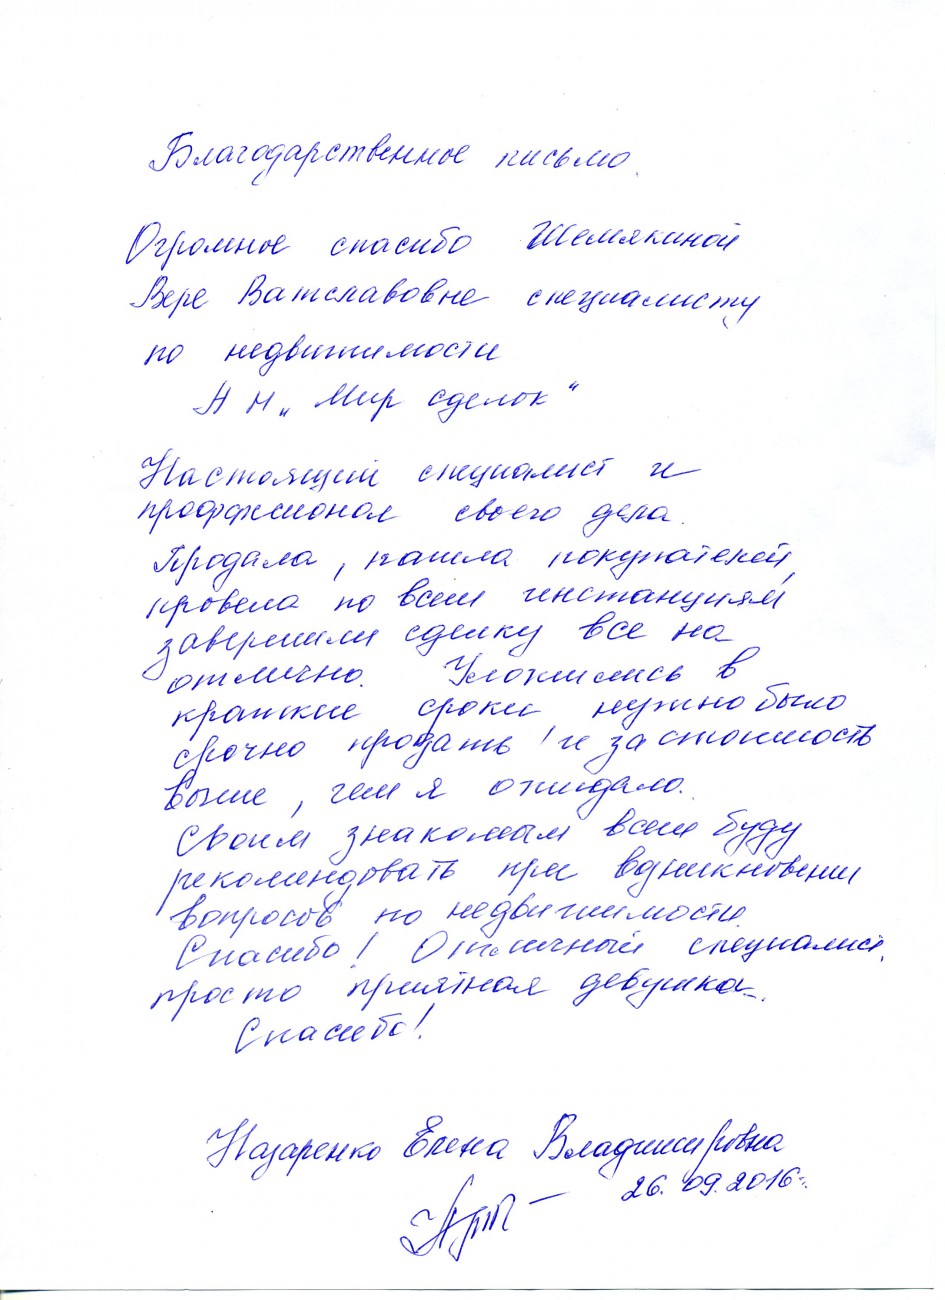 Благодарственное письмо.
Огромное спасибо Шемякиной
ВереВатславовне специалисту
по недвижимости
АН „Мир сделок“
Настоящий специалист и
профессионал своего дела.
Продала, нашла покупателей,
провела по всем инстанциям
завершили сделку все на
отлично. Уложились в
краткие сроки нужно было
срочно продать и за стоимость
выше, чем я ожидала.
Своим знакомым всем буду
рекомендовать при возникновении
вопросов по недвижимости.
Спасибо! Отличный специалист,
просто приятная девушка.
Спасибо!
Назаренко Елена Владимировна
26.09.2016г.